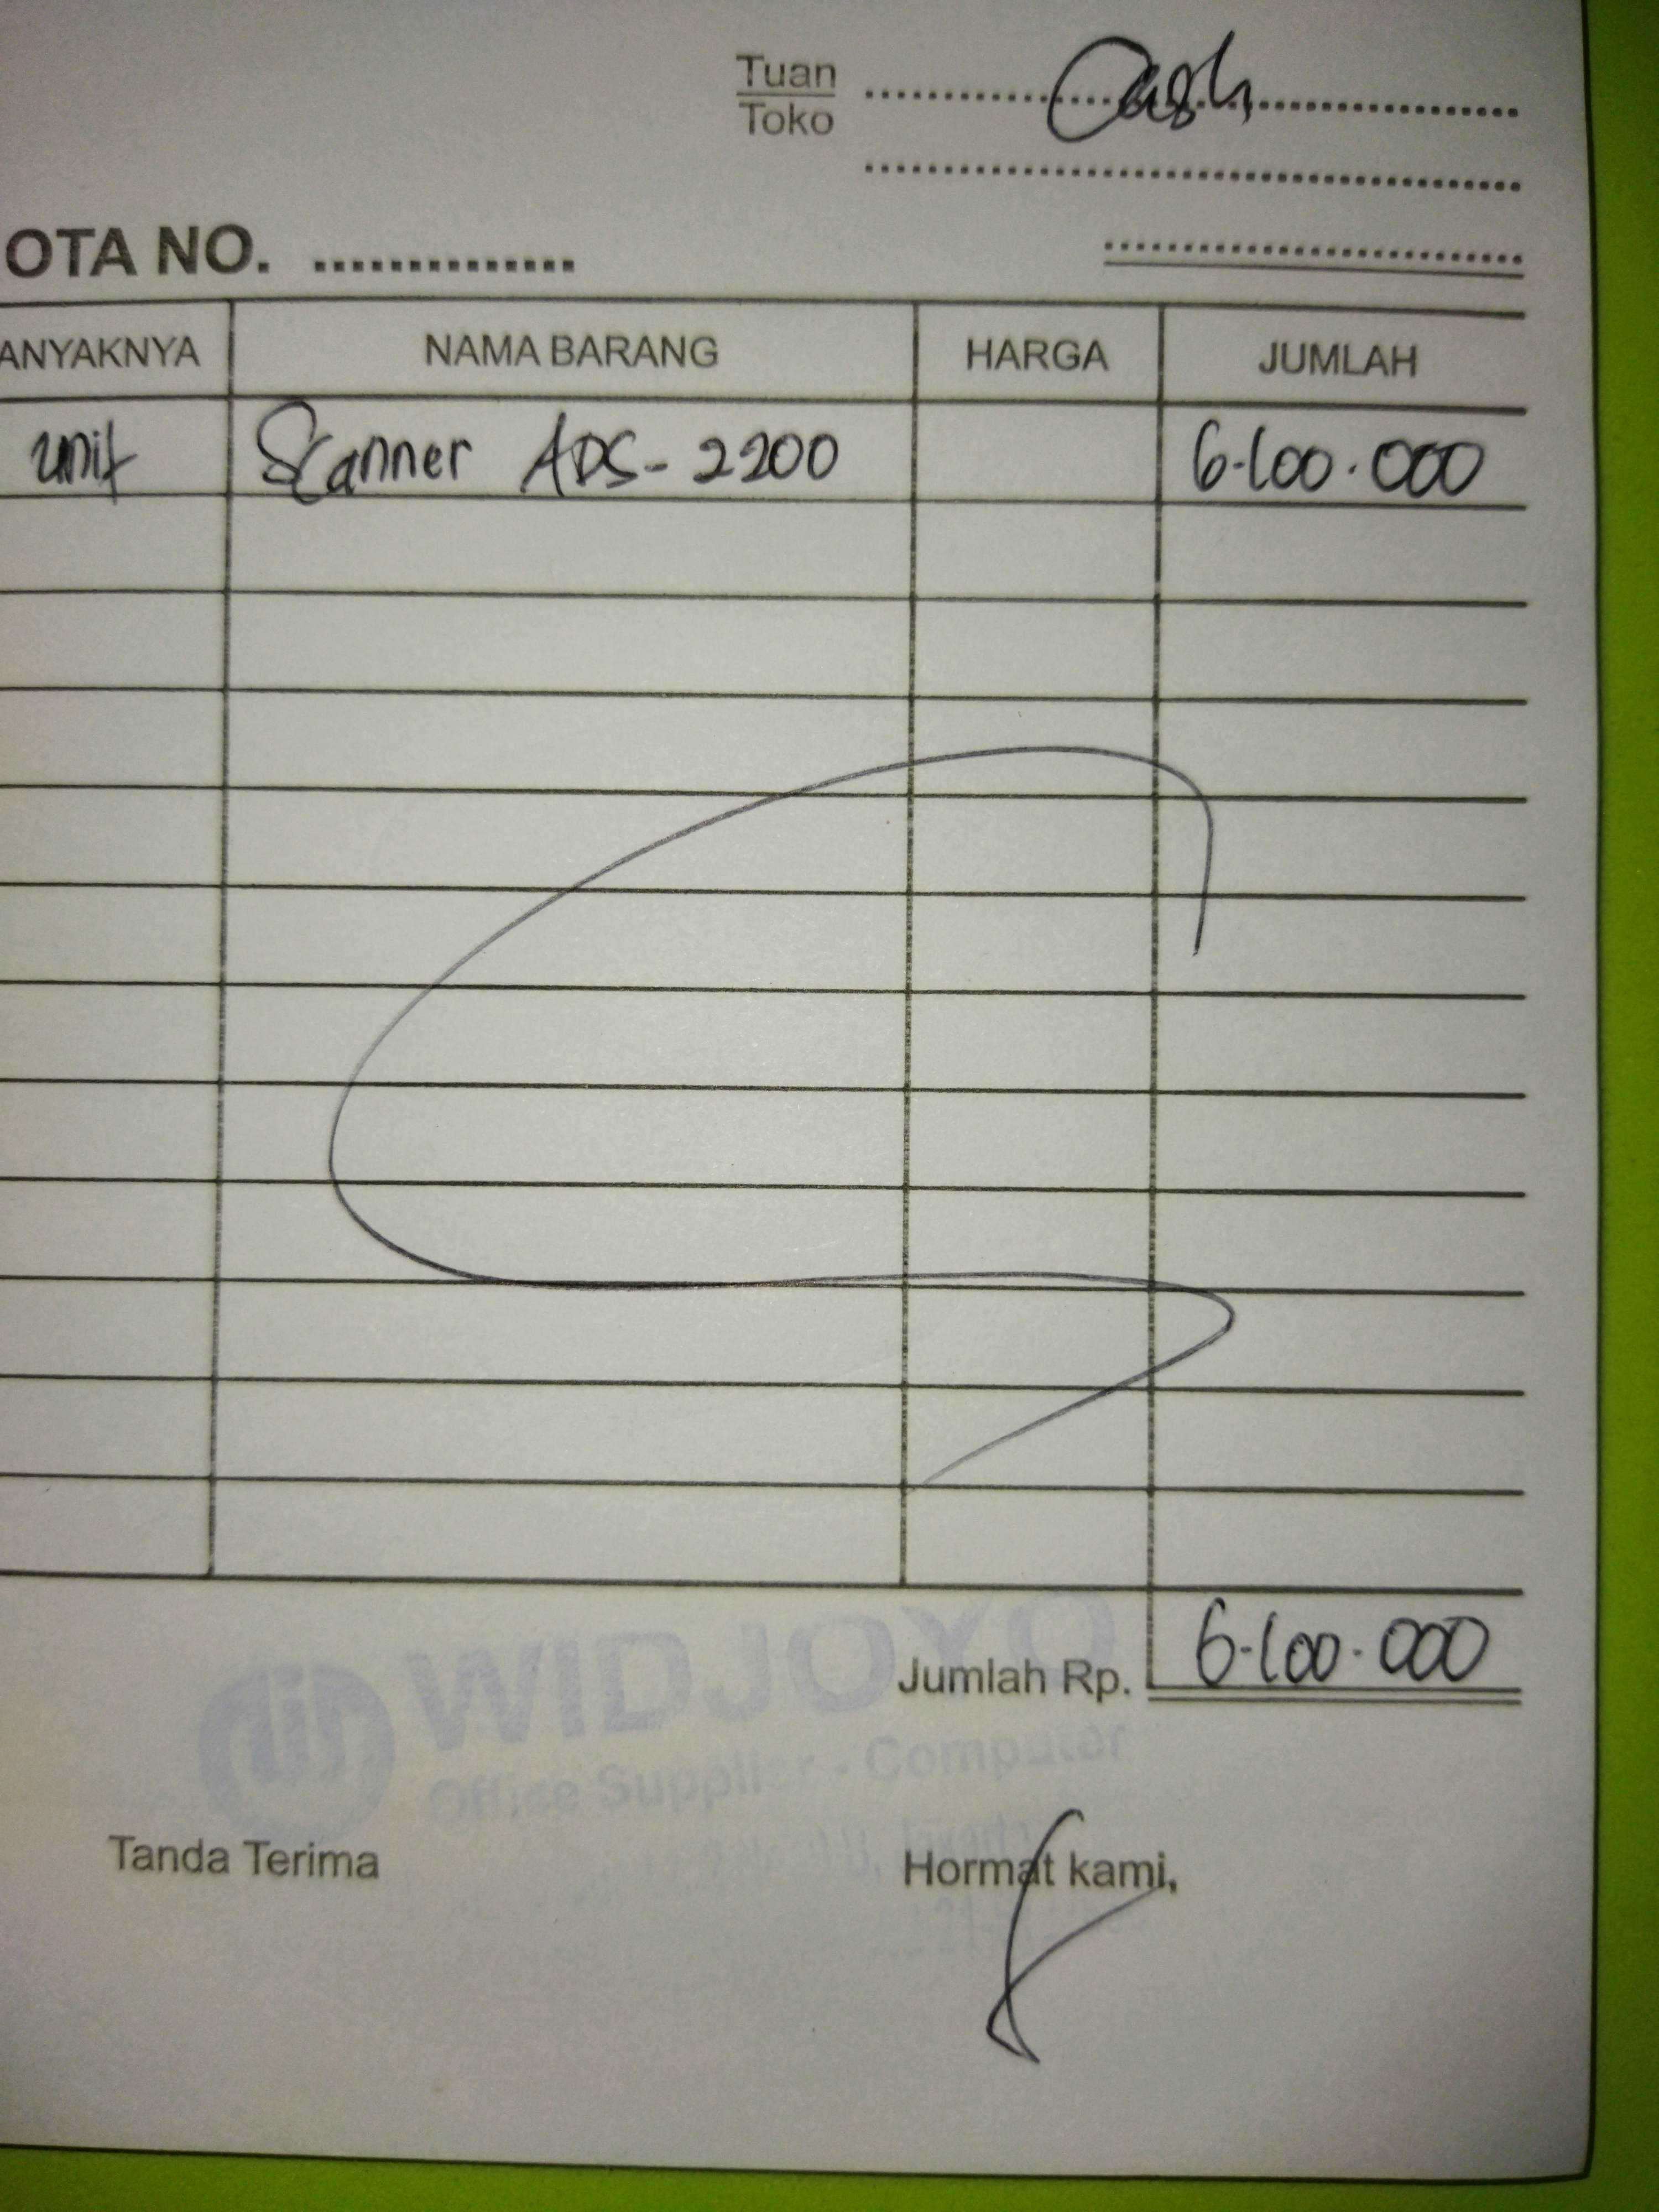 Tuan
Toko
Cash
OTA NO.
ANYAKNYA NAMA BARANG HARGA JUMLAH
unit Scanner ADS-2200 6.100.000
Jumlah Rp. 6.100.000
WIDJOYO
Office Supplier - Computer
Tanda Terima Hormat kami,